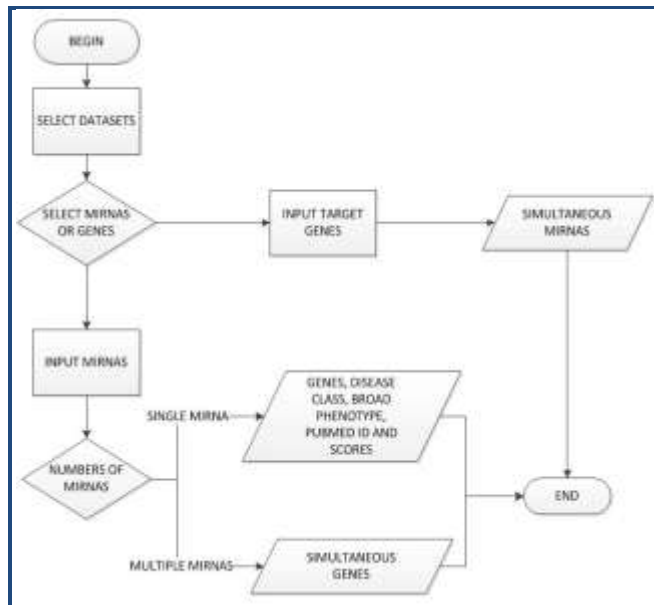 BEGIN
SELECT DATASETS
SELECT MIRNAS
OR GENES
INPUT TARGET
GENES
SIMULTANEOUS
MIRNAS
INPUT MIRNAS
GENES, DISEASE
CLASS, BROAD
PHENOTYPE,
PUBMED ID AND
SCORES
SINGLE MIRNA
NUMBERS OF
MIRNAS
END
MULTIPLE MIRNAS
SIMULTANEOUS
GENES